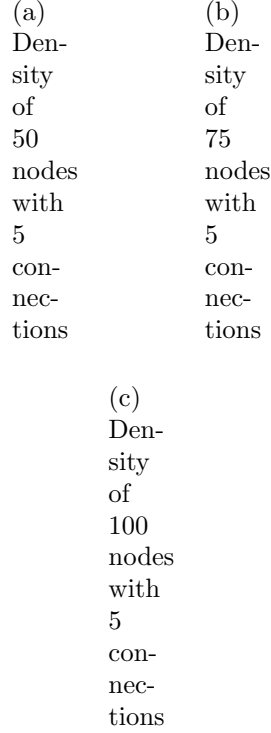 (a)
Den-
sity
of
50
nodes
with
5
con-
nec-
tions
(b)
Den-
sity
of
75
nodes
with
5
con-
nec-
tions
(c)
Den-
sity
of
100
nodes
with
5
con-
nec-
tions